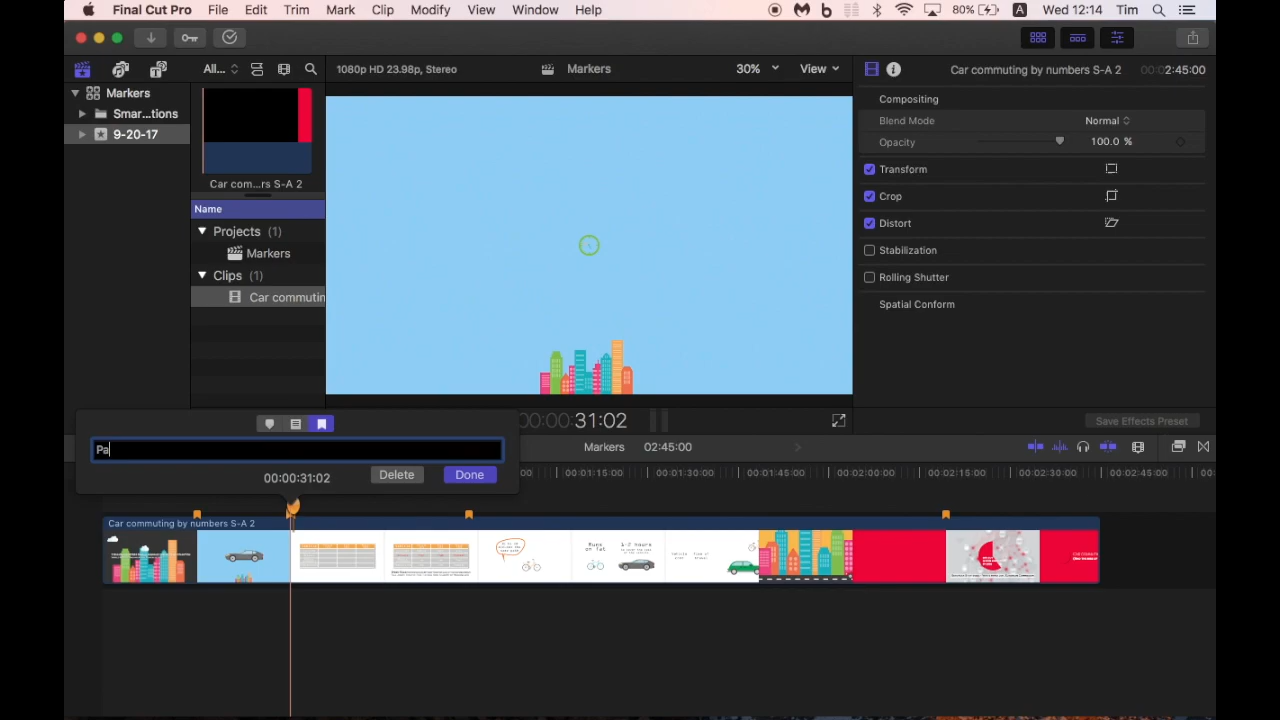 Final Cut Pro File Edit Trim Mark Clip Modify View Window Help 80% A Wed 12:14 Tim
All... 1080p HD 23.98p, Stereo Markers 30% View Car commuting by numbers S-A 2 00:00:02:45:00
Markers
Smar...tions
9-20-17
Car com...rs S-A 2
Name
Projects (1)
Markers
Clips (1)
Car commutin
Compositing
Blend Mode Normal
Opacity 100.0 %
Transform
Crop
Distort
Stabilization
Rolling Shutter
Spatial Conform
00:00:31:02
Save Effects Preset
Markers 02:45:00
Pa
00:00:31:02 Delete Done
00:01:15:00 00:01:30:00 00:01:45:00 00:02:00:00 00:02:15:00 00:02:45:00 00:
Car commuting by numbers S-A 2
Bugs on 1st
1-2 hours